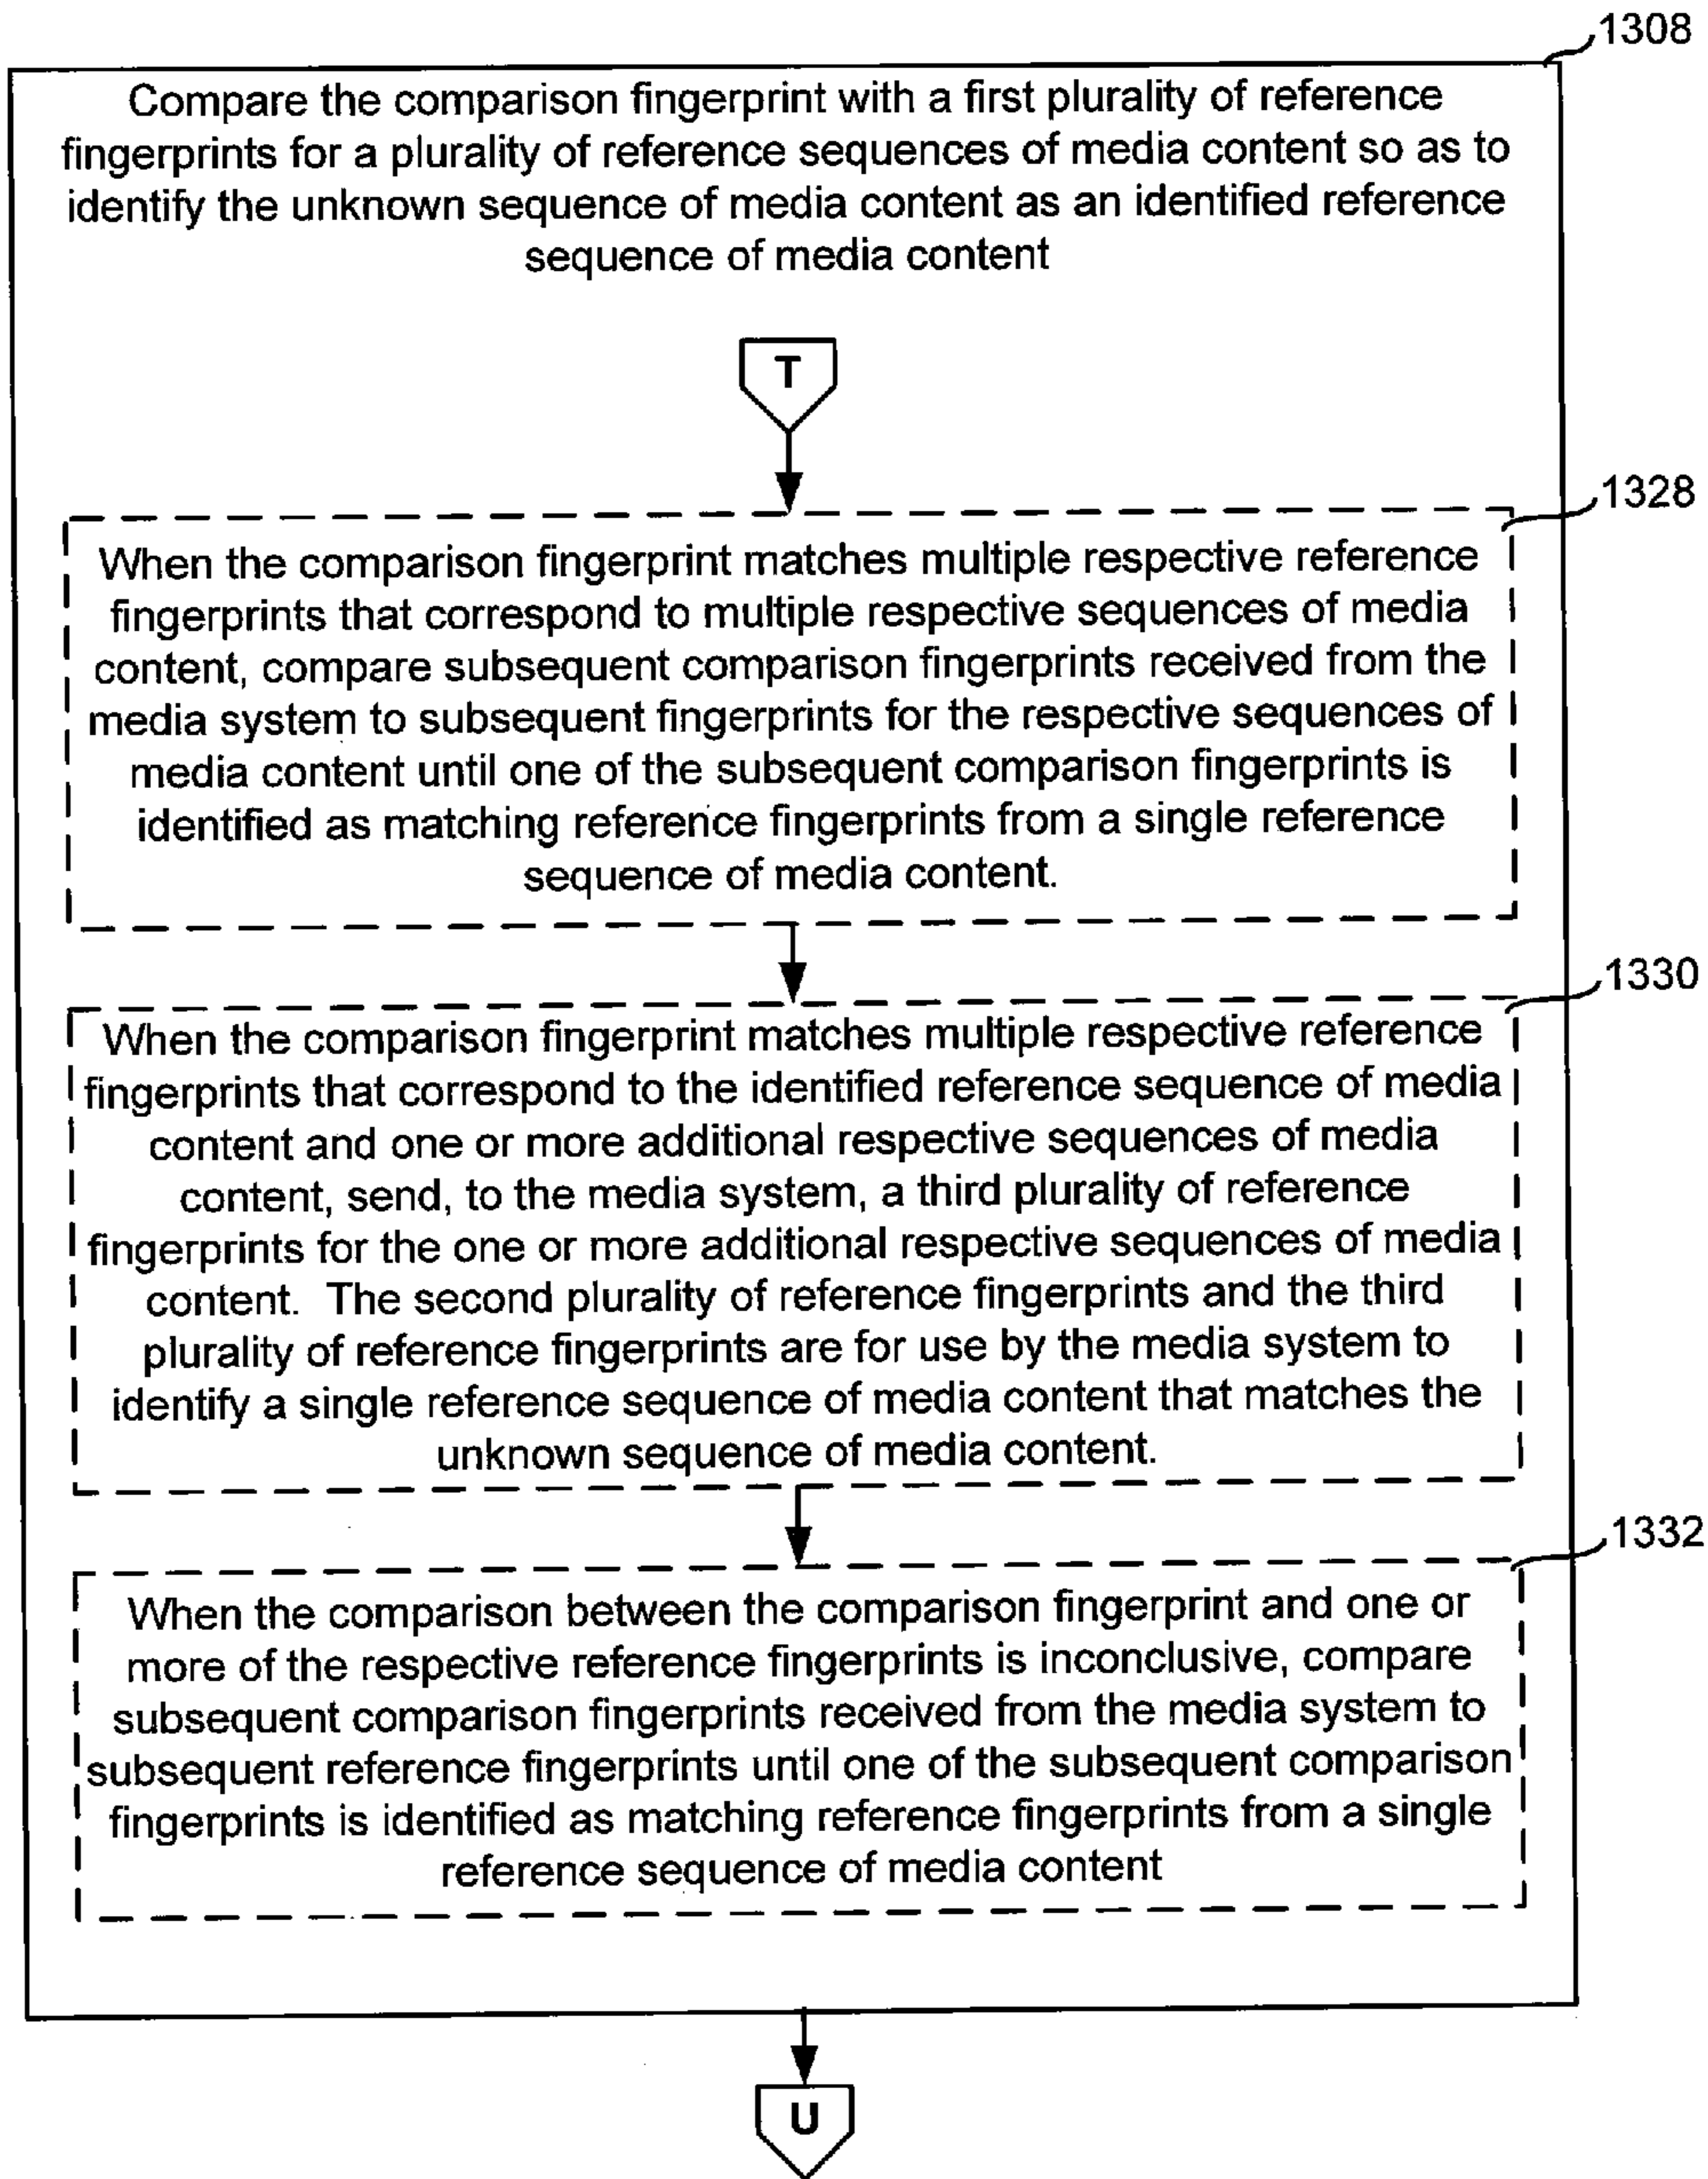 1308
Compare the comparison fingerprint with a first plurality of reference
fingerprints for a plurality of reference sequences of media content so as to
identify the unknown sequence of media content as an identified reference
sequence of media content
T
1328
When the comparison fingerprint matches multiple respective reference
fingerprints that correspond to multiple respective sequences of media
content, compare subsequent comparison fingerprints received from the
media system to subsequent fingerprints for the respective sequences of
media content until one of the subsequent comparison fingerprints is
identified as matching reference fingerprints from a single reference
sequence of media content.
1330
When the comparison fingerprint matches multiple respective reference
fingerprints that correspond to the identified reference sequence of media
content and one or more additional respective sequences of media
content, send, to the media system, a third plurality of reference
fingerprints for the one or more additional respective sequences of media
content. The second plurality of reference fingerprints and the third
plurality of reference fingerprints are for use by the media system to
identify a single reference sequence of media content that matches the
unknown sequence of media content.
1332
When the comparison between the comparison fingerprint and one or
more of the respective reference fingerprints is inconclusive, compare
subsequent comparison fingerprints received from the media system to
subsequent reference fingerprints until one of the subsequent comparison
fingerprints is identified as matching reference fingerprints from a single
reference sequence of media content
U